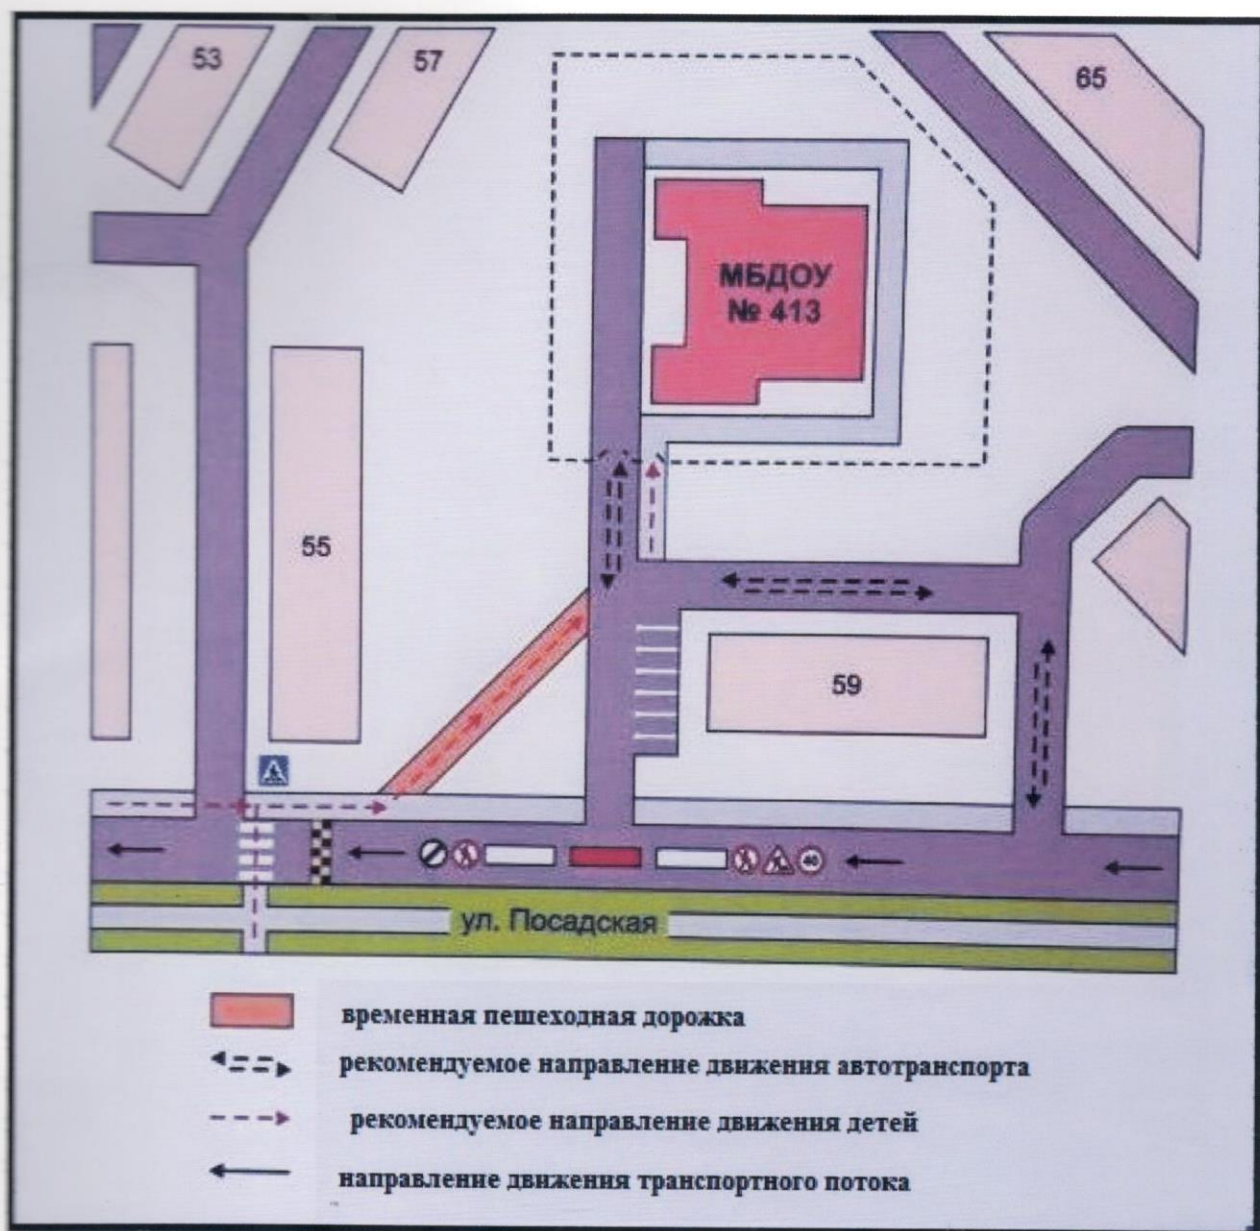 53
57
65
МБДОУ
№ 413
55
59
40
ул. Посадская
временная пешеходная дорожка
рекомендуемое направление движения автотранспорта
рекомендуемое направление движения детей
направление движения транспортного потока